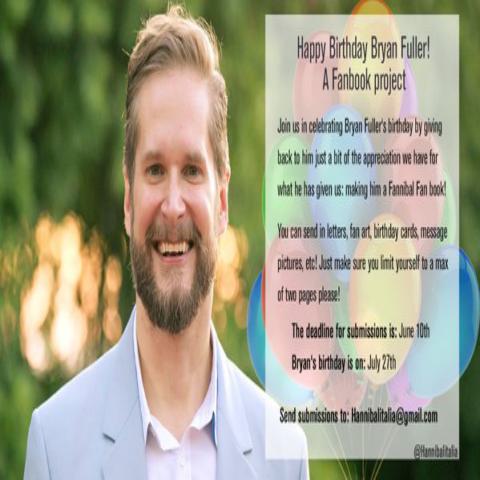 Happy Birthday Bryan Fuller!
A Fanbook project
Join us in celebrating Bryan Fuller's birthday by giving
back to him just a bit of the appreciation we have for
what he has given us: making him a Fannibal Fan book!
You can send in letters, fan art, birthday cards, message
pictures, etc! Just make sure you limit yourself to a max
of two pages please!
The deadline for submissions is: June 10th
Bryan's birthday is on: July 27th
Send submissions to: Hannibalitalia@gmail.com
@Hannibalitalia